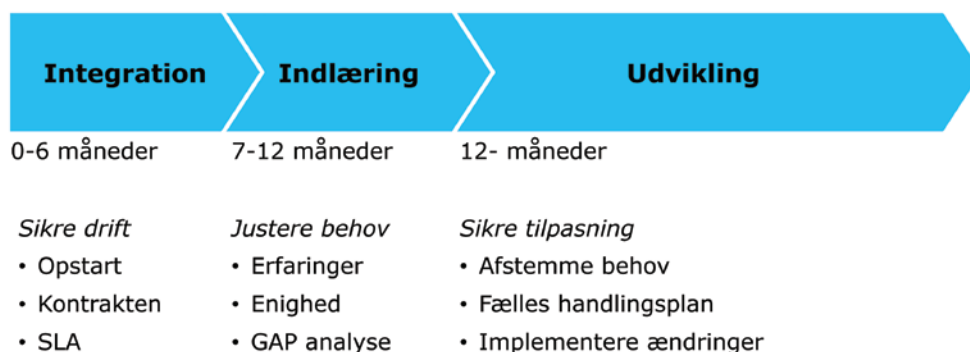 Integration
Indlæring
Udvikling
0-6 måneder
7-12 måneder
12- måneder
Sikre drift
• Opstart
• Kontrakten
• SLA
Justere behov
• Erfaringer
• Enighed
• GAP analyse
Sikre tilpasning
• Afstemme behov
• Fælles handlingsplan
• Implementere ændringer